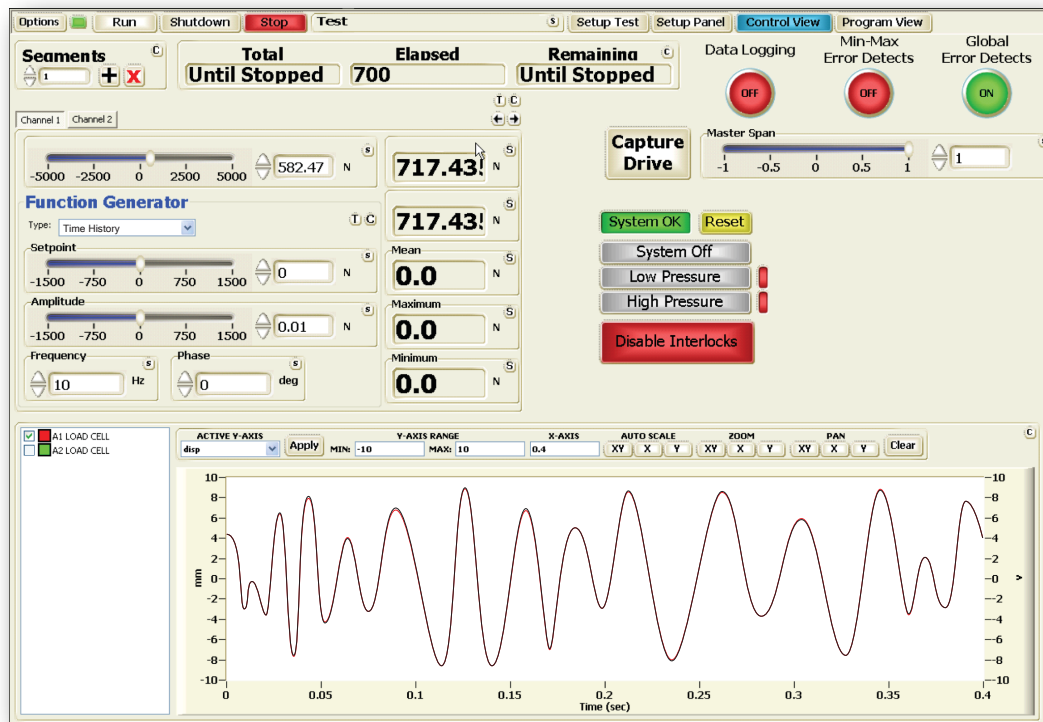 Options Run Shutdown Stop Test S Setup Test Setup Panel Control View Program View
Segments C
1
Total Elapsed Remaining C
Until Stopped 700 Until Stopped
Data Logging Min-Max Error Detects Global Error Detects
OFF OFF ON
T C
Channel 1 Channel 2
Capture Drive
Master Span S
-1 -0.5 0 0.5 1
1
-5000 -2500 0 2500 5000
582.47 N S
717.43 N S
Function Generator
Type: Time History T C
717.43 N S
Setpoint
-1500 -750 0 750 1500
0 N S
Mean
0.0 N S
Amplitude
-1500 -750 0 750 1500
0.01 N S
Maximum
0.0 N S
Frequency S
10 Hz
Phase S
0 deg
Minimum
0.0 N S
System OK Reset
System Off
Low Pressure
High Pressure
Disable Interlocks
A1 LOAD CELL
A2 LOAD CELL
C
ACTIVE Y-AXIS Y-AXIS RANGE X-AXIS AUTO SCALE ZOOM PAN
disp Apply MIN: -10 MAX: 10 0.4 XY X Y XY X Y XY X Y Clear
10 -10
8 -8
6 -6
4 -4
2 -2
0 -0
-2 -2
-4 -4
-6 -6
-8 -8
-10 -10
mm
v
0 0.05 0.1 0.15 0.2 0.25 0.3 0.35 0.4
Time (sec)